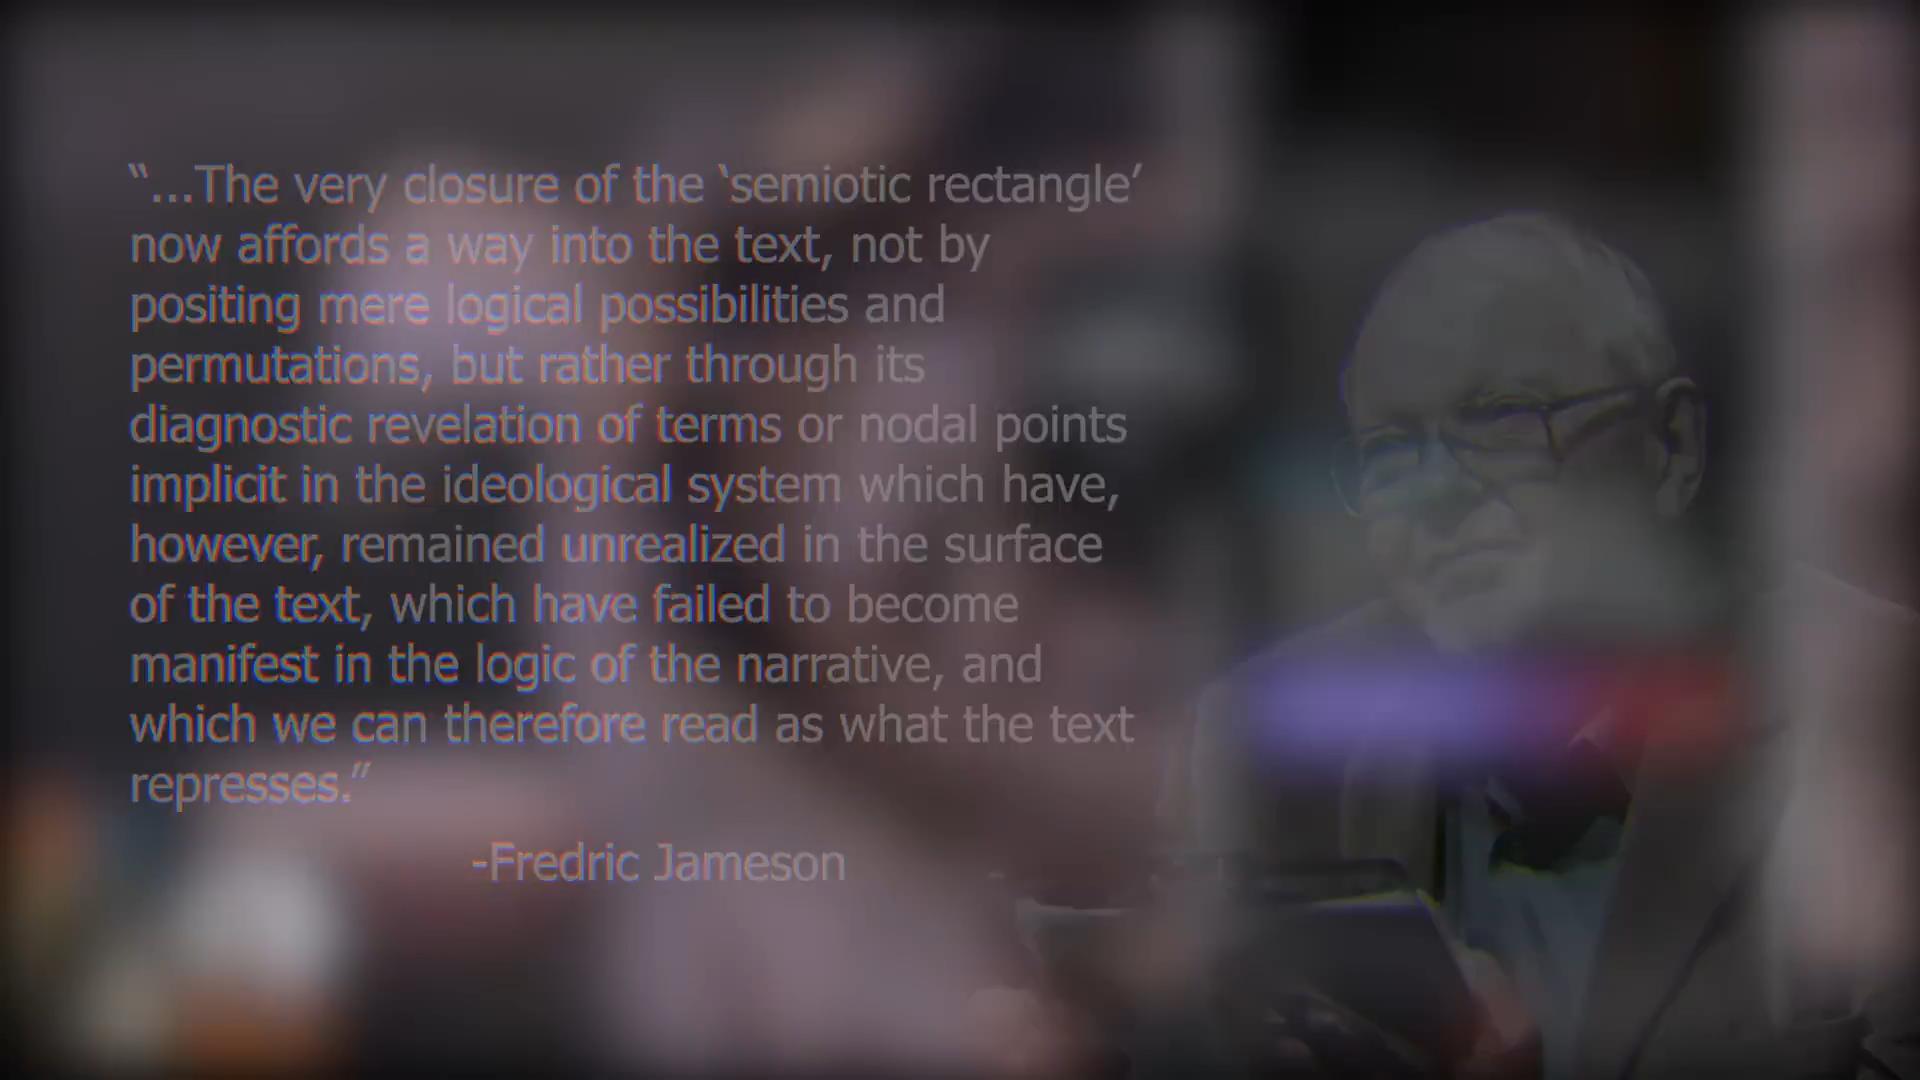 “...The very closure of the ‘semiotic rectangle’
now affords a way into the text, not by
positing mere logical possibilities and
permutations, but rather through its
diagnostic revelation of terms or nodal points
implicit in the ideological system which have,
however, remained unrealized in the surface
of the text, which have failed to become
manifest in the logic of the narrative, and
which we can therefore read as what the text
represses.”
-Fredric Jameson